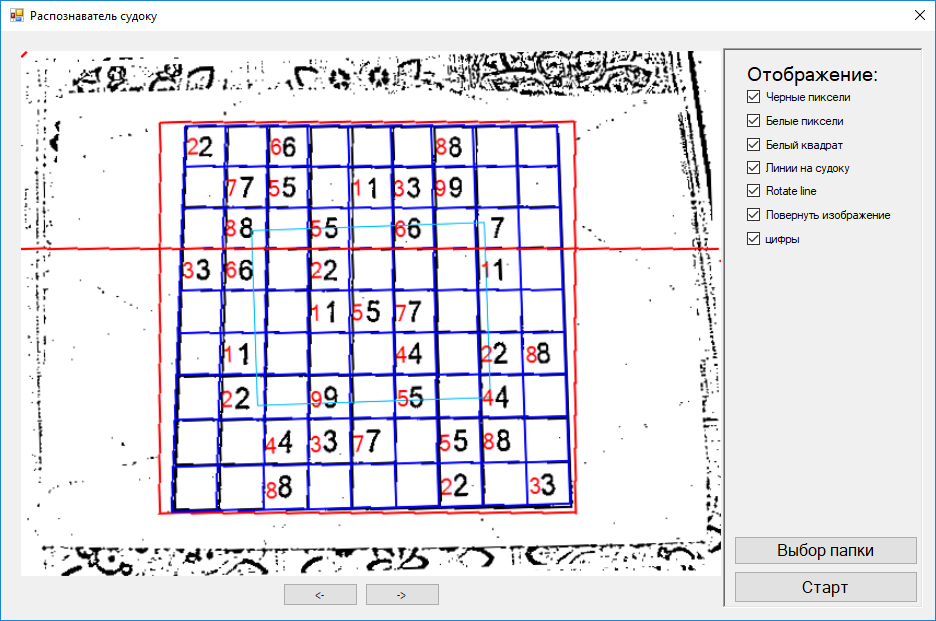 Распознаватель судоку
Отображение:
Черные пиксели
Белые пиксели
Белый квадрат
Линии на судоку
Rotate line
Повернуть изображение
цифры
22 66 88
77 55 11 33 99
88 55 66 7
33 66 22 11
11 55 77
11 44 22 88
22 99 55 44
44 33 77 55 88
88 22 33
Выбор папки
Старт
<- ->